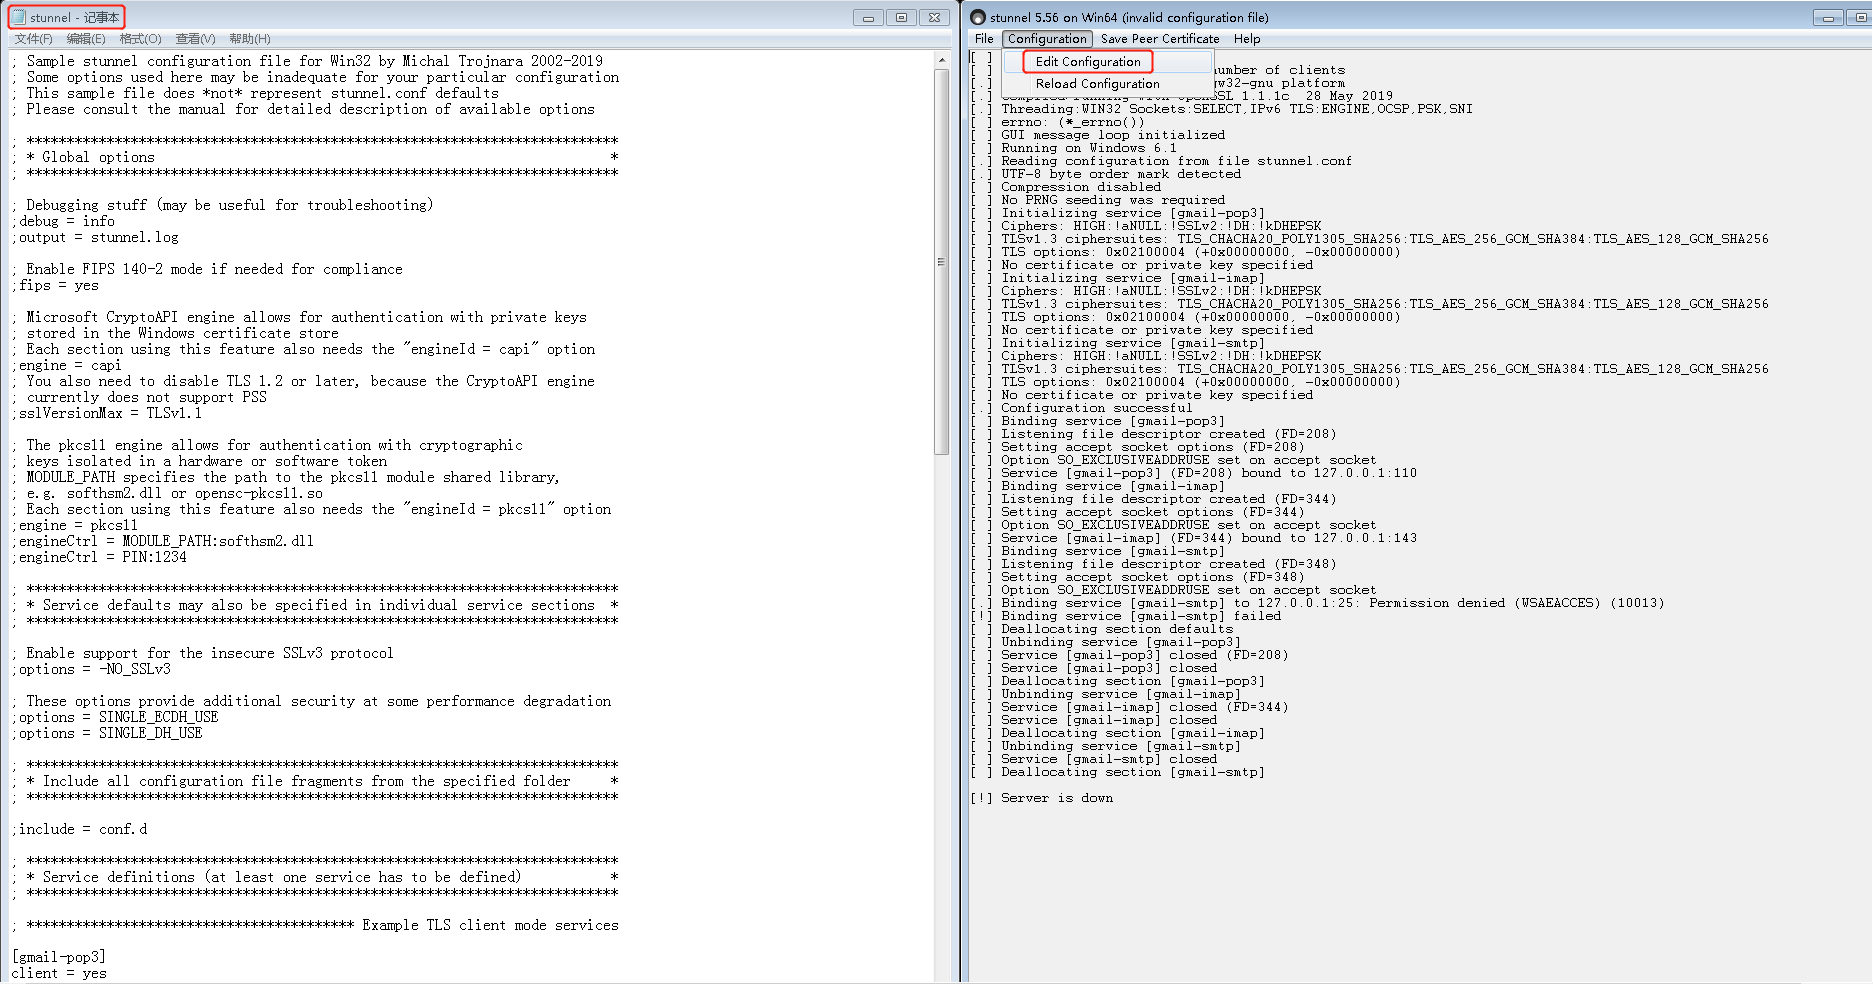 stunnel - 记事本
文件(F) 编辑(E) 格式(O) 查看(V) 帮助(H)
; Sample stunnel configuration file for Win32 by Michal Trojnara 2002-2019
; Some options used here may be inadequate for your particular configuration
; This sample file does *not* represent stunnel.conf defaults
; Please consult the manual for detailed description of available options
; **************************************************************************
; * Global options *
; **************************************************************************
; Debugging stuff (may be useful for troubleshooting)
;debug = info
;output = stunnel.log
; Enable FIPS 140-2 mode if needed for compliance
;fips = yes
; Microsoft CryptoAPI engine allows for authentication with private keys
; stored in the Windows certificate store
; Each section using this feature also needs the "engineId = capi" option
;engine = capi
; You also need to disable TLS 1.2 or later, because the CryptoAPI engine
; currently does not support PSS
;sslVersionMax = TLSv1.1
; The pkcs11 engine allows for authentication with cryptographic
; keys isolated in a hardware or software token
; MODULE_PATH specifies the path to the pkcs11 module shared library,
; e.g. softhsm2.dll or opensc-pkcs11.so
; Each section using this feature also needs the "engineId = pkcs11" option
;engine = pkcs11
;engineCtrl = MODULE_PATH:softhsm2.dll
;engineCtrl = PIN:1234
; **************************************************************************
; * Service defaults may also be specified in individual service sections *
; **************************************************************************
; Enable support for the insecure SSLv3 protocol
;options = -NO_SSLv3
; These options provide additional security at some performance degradation
;options = SINGLE_ECDH_USE
;options = SINGLE_DH_USE
; **************************************************************************
; * Include all configuration file fragments from the specified folder *
; **************************************************************************
;include = conf.d
; **************************************************************************
; * Service definitions (at least one service has to be defined) *
; **************************************************************************
; ***************************************** Example TLS client mode services
[gmail-pop3]
client = yes
stunnel 5.56 on Win64 (invalid configuration file)
File Configuration Save Peer Certificate Help
Edit Configuration
Reload Configuration
[ ]
[ ] number of clients
[.] w32-gnu platform
[.] Compiled/running with OpenSSL 1.1.1c 28 May 2019
[.] Threading:WIN32 Sockets:SELECT,IPv6 TLS:ENGINE,OCSP,PSK,SNI
[ ] errno: (*_errno())
[ ] GUI message loop initialized
[ ] Running on Windows 6.1
[.] Reading configuration from file stunnel.conf
[.] UTF-8 byte order mark detected
[ ] Compression disabled
[ ] No PRNG seeding was required
[ ] Initializing service [gmail-pop3]
[ ] Ciphers: HIGH:!aNULL:!SSLv2:!DH:!kDHEPSK
[ ] TLSv1.3 ciphersuites: TLS_CHACHA20_POLY1305_SHA256:TLS_AES_256_GCM_SHA384:TLS_AES_128_GCM_SHA256
[ ] TLS options: 0x02100004 (+0x00000000, -0x00000000)
[ ] No certificate or private key specified
[ ] Initializing service [gmail-imap]
[ ] Ciphers: HIGH:!aNULL:!SSLv2:!DH:!kDHEPSK
[ ] TLSv1.3 ciphersuites: TLS_CHACHA20_POLY1305_SHA256:TLS_AES_256_GCM_SHA384:TLS_AES_128_GCM_SHA256
[ ] TLS options: 0x02100004 (+0x00000000, -0x00000000)
[ ] No certificate or private key specified
[ ] Initializing service [gmail-smtp]
[ ] Ciphers: HIGH:!aNULL:!SSLv2:!DH:!kDHEPSK
[ ] TLSv1.3 ciphersuites: TLS_CHACHA20_POLY1305_SHA256:TLS_AES_256_GCM_SHA384:TLS_AES_128_GCM_SHA256
[ ] TLS options: 0x02100004 (+0x00000000, -0x00000000)
[ ] No certificate or private key specified
[.] Configuration successful
[ ] Binding service [gmail-pop3]
[ ] Listening file descriptor created (FD=208)
[ ] Setting accept socket options (FD=208)
[ ] Option SO_EXCLUSIVEADDRUSE set on accept socket
[ ] Service [gmail-pop3] (FD=208) bound to 127.0.0.1:110
[ ] Binding service [gmail-imap]
[ ] Listening file descriptor created (FD=344)
[ ] Setting accept socket options (FD=344)
[ ] Option SO_EXCLUSIVEADDRUSE set on accept socket
[ ] Service [gmail-imap] (FD=344) bound to 127.0.0.1:143
[ ] Binding service [gmail-smtp]
[ ] Listening file descriptor created (FD=348)
[ ] Setting accept socket options (FD=348)
[ ] Option SO_EXCLUSIVEADDRUSE set on accept socket
[.] Binding service [gmail-smtp] to 127.0.0.1:25: Permission denied (WSAEACCES) (10013)
[!] Binding service [gmail-smtp] failed
[ ] Deallocating section defaults
[ ] Unbinding service [gmail-pop3]
[ ] Service [gmail-pop3] closed (FD=208)
[ ] Service [gmail-pop3] closed
[ ] Deallocating section [gmail-pop3]
[ ] Unbinding service [gmail-imap]
[ ] Service [gmail-imap] closed (FD=344)
[ ] Service [gmail-imap] closed
[ ] Deallocating section [gmail-imap]
[ ] Unbinding service [gmail-smtp]
[ ] Service [gmail-smtp] closed
[ ] Deallocating section [gmail-smtp]
[!] Server is down